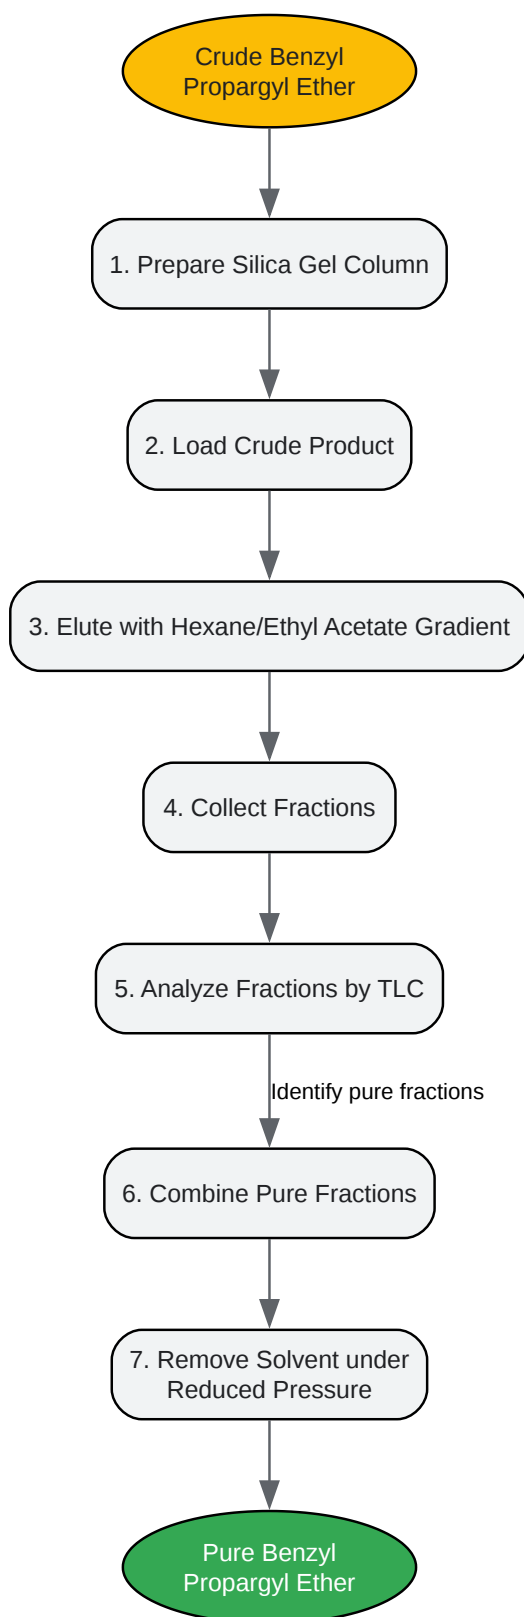 Crude Benzyl
Propargyl Ether
1. Prepare Silica Gel Column
2. Load Crude Product
3. Elute with Hexane/Ethyl Acetate Gradient
4. Collect Fractions
5. Analyze Fractions by TLC
Identify pure fractions
6. Combine Pure Fractions
7. Remove Solvent under
Reduced Pressure
Pure Benzyl
Propargyl Ether